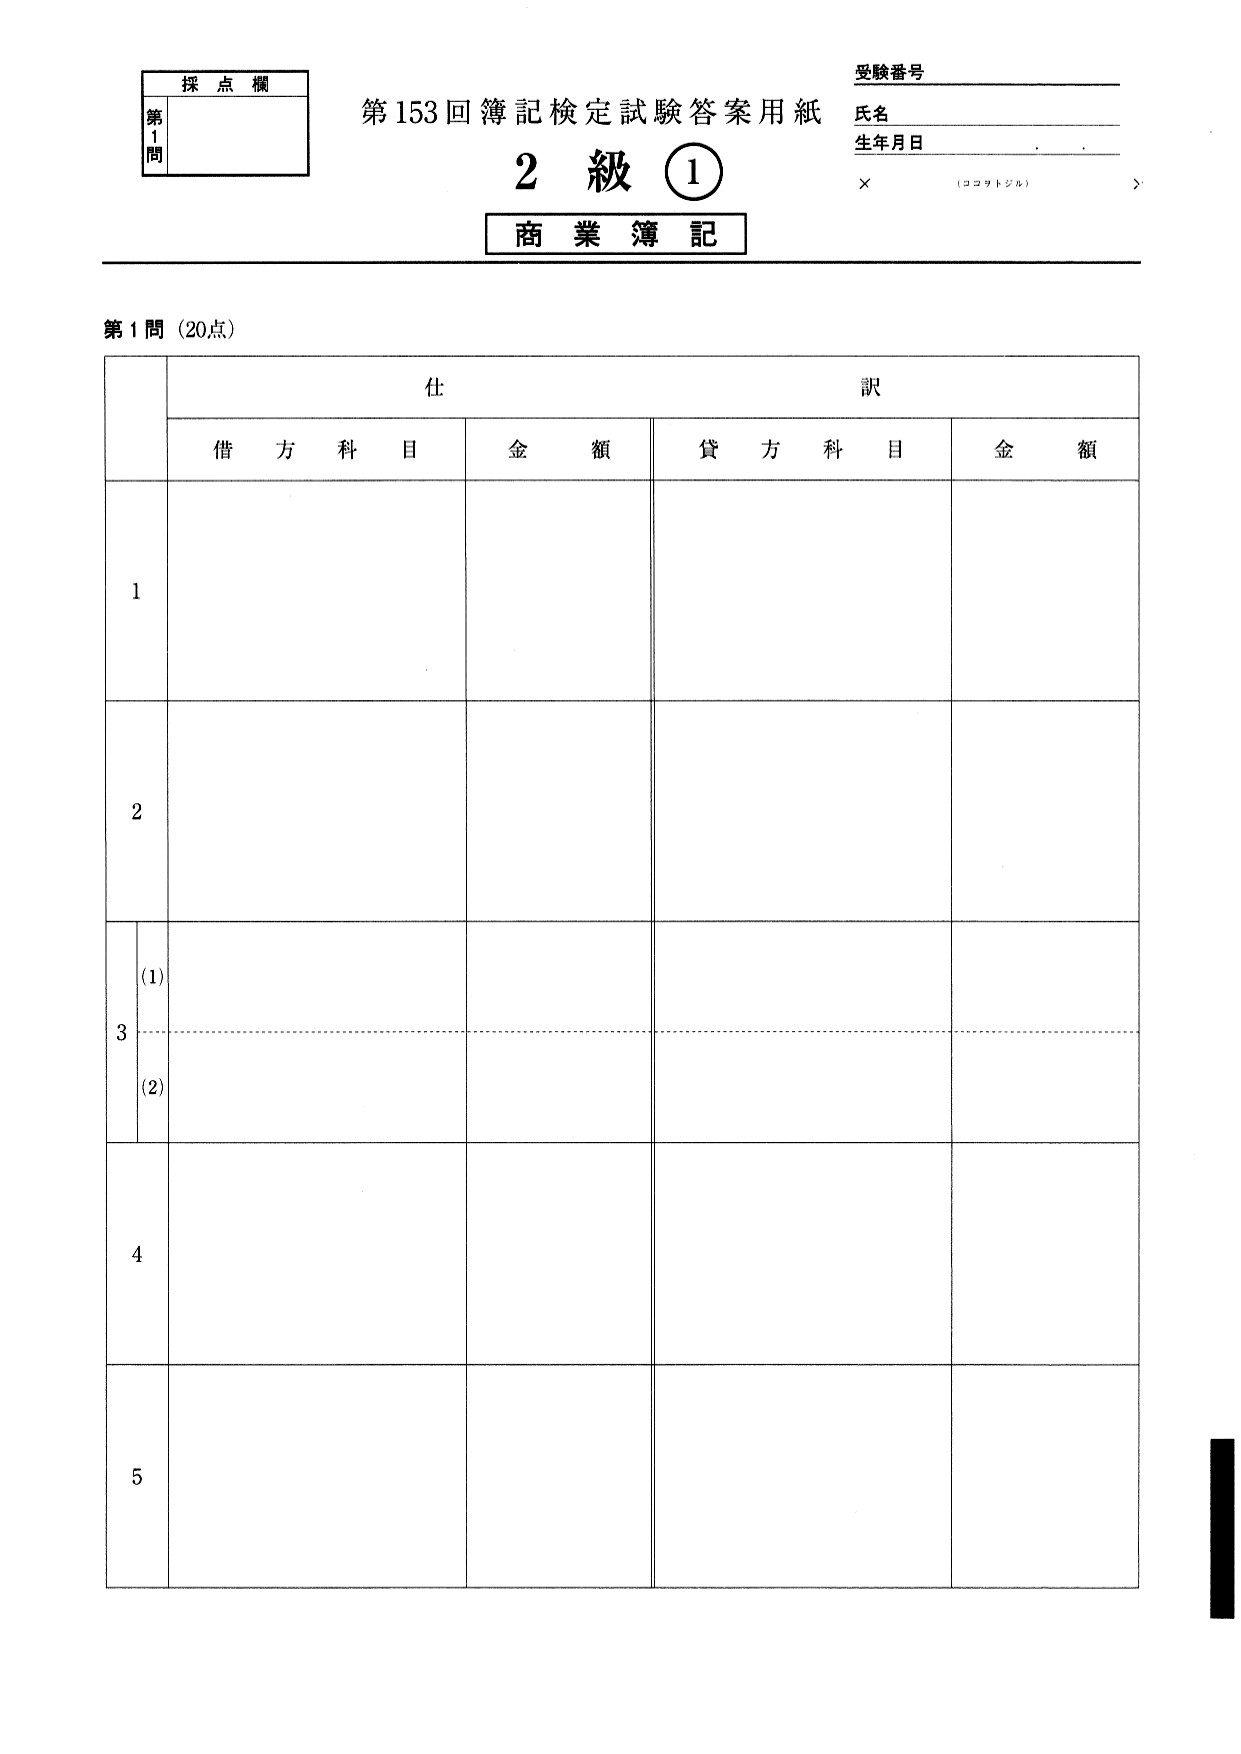 採点欄
第1問
第153回簿記検定試験答案用紙
2級 ①
商業簿記
受験番号
氏名
生年月日 . .
× (ココヲトジル) ×
第1問（20点）
仕訳
借方科目 金額 貸方科目 金額
1
2
3
(1)
(2)
4
5